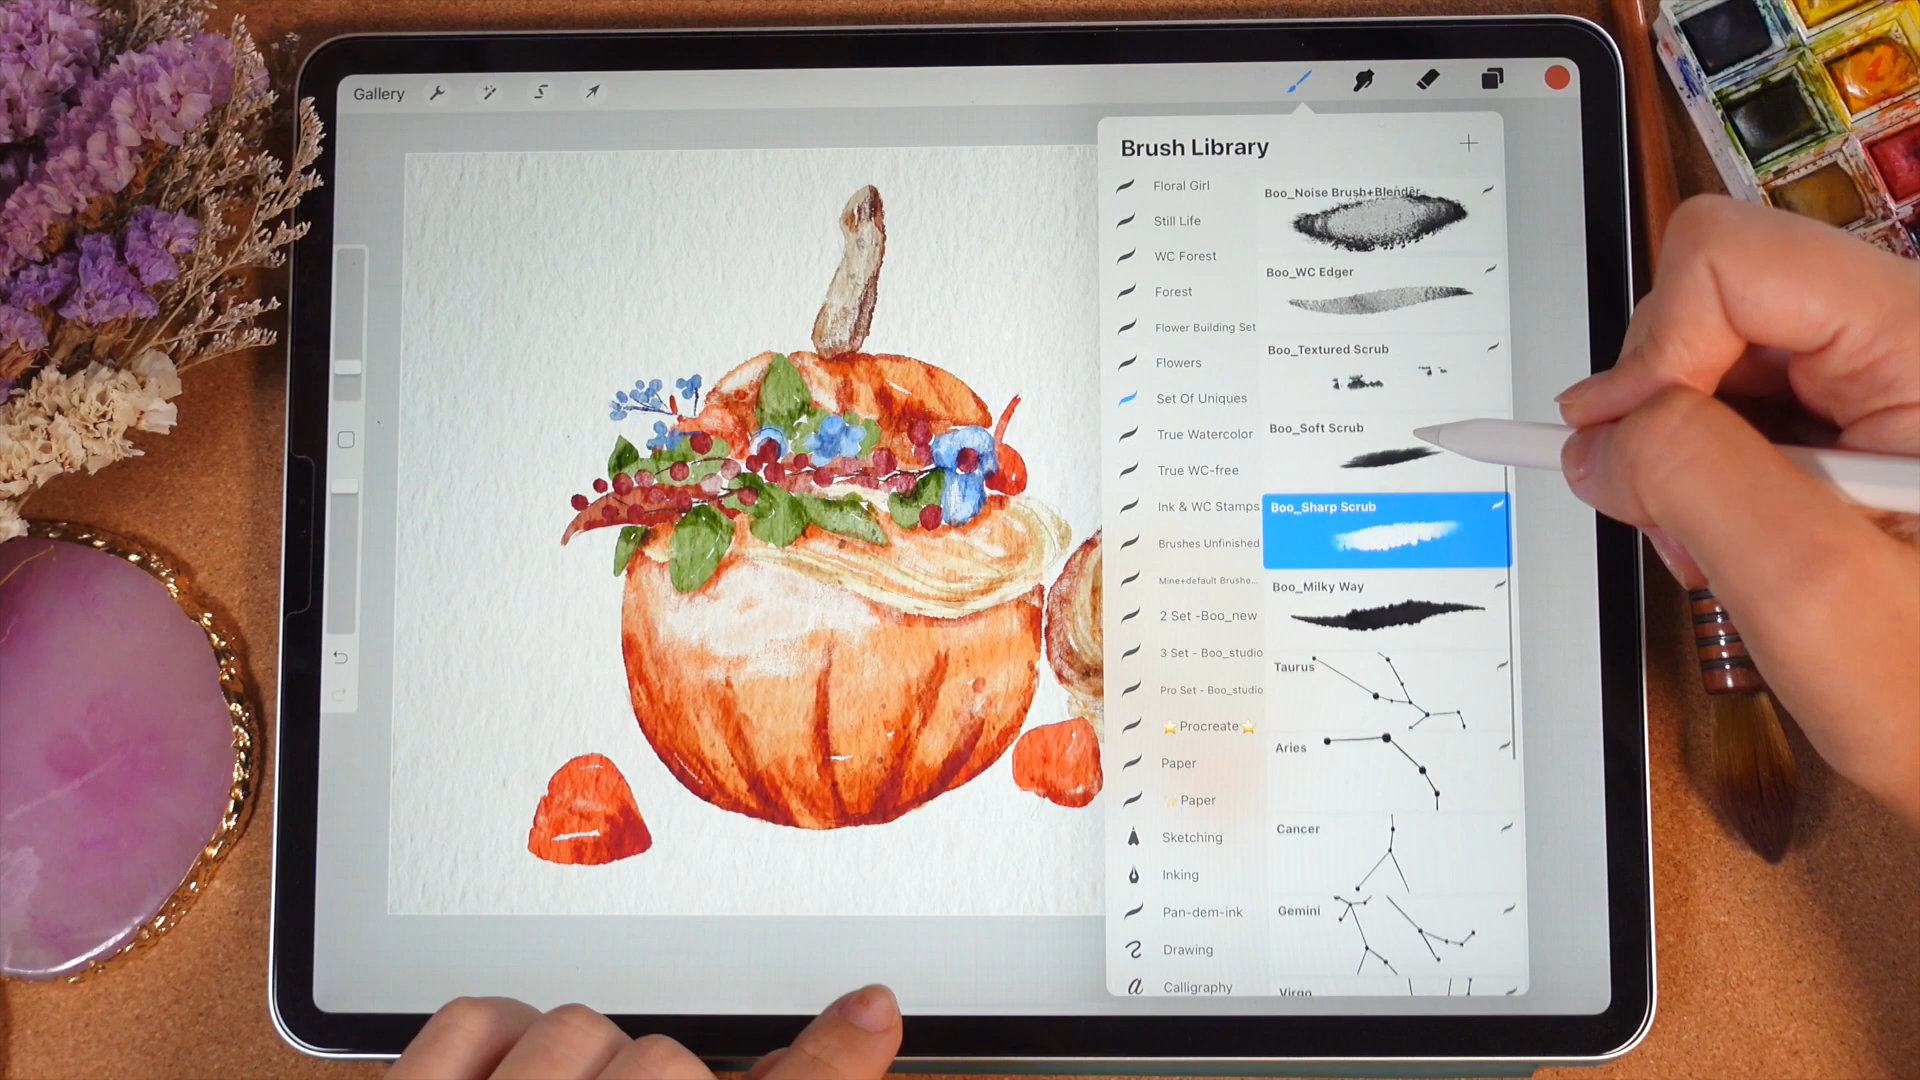 Gallery
Brush Library
Floral Girl
Still Life
WC Forest
Forest
Flower Building Set
Flowers
Set Of Uniques
True Watercolor
True WC-free
Ink & WC Stamps
Brushes Unfinished
Mine+default Brushe...
2 Set -Boo_new
3 Set - Boo_studio
Pro Set - Boo_studio
⭐Procreate⭐
Paper
✨Paper
Sketching
Inking
Pan-dem-ink
Drawing
Calligraphy
Boo_Noise Brush+Blender
Boo_WC Edger
Boo_Textured Scrub
Boo_Soft Scrub
Boo_Sharp Scrub
Boo_Milky Way
Taurus
Aries
Cancer
Gemini
Virgo